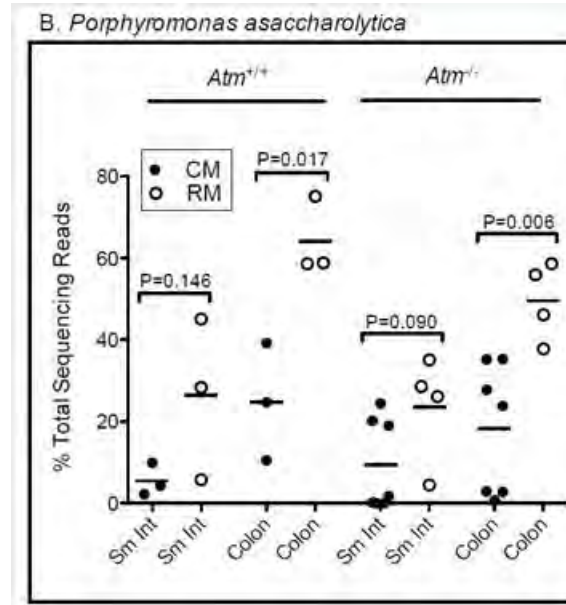 B. Porphyromonas asaccharolytica
Atm+/+
Atm-/-
CM
RM
P=0.017
P=0.006
P=0.146
P=0.090
% Total Sequencing Reads
80
60
40
20
0
Sm Int
Sm Int
Colon
Colon
Sm Int
Sm Int
Colon
Colon